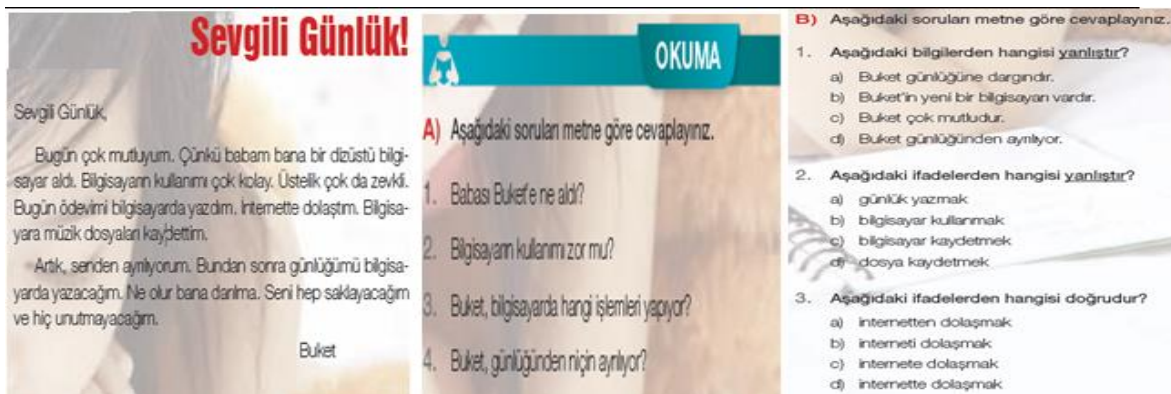 Sevgili Günlük!
Sevgili Günlük,
Bugün çok mutluyum. Çünkü babam bana bir dizüstü bilgi-
sayar aldı. Bilgisayarın kullanımı çok kolay. Üstelik çok da zevkli.
Bugün ödevimi bilgisayarda yazdım. İnternette dolaştım. Bilgisa-
yara müzik dosyaları kaydettim.
Artık, senden ayrılıyorum. Bundan sonra günlüğümü bilgisa-
yarda yazacağım. Ne olur bana darılma. Seni hep saklayacağım
ve hiç unutmayacağım.
Buket
OKUMA
A) Aşağıdaki soruları metne göre cevaplayınız.
1. Babası Buket'e ne aldı?
2. Bilgisayarın kullanımı zor mu?
3. Buket, bilgisayarda hangi işlemleri yapıyor?
4. Buket, günlüğünden niçin ayrılıyor?
B) Aşağıdaki soruları metne göre cevaplayınız.
1. Aşağıdaki bilgilerden hangisi yanlıştır?
a) Buket günlüğüne dargındır.
b) Buket'in yeni bir bilgisayarı vardır.
c) Buket çok mutludur.
d) Buket günlüğünden ayrılıyor.
2. Aşağıdaki ifadelerden hangisi yanlıştır?
a) günlük yazmak
b) bilgisayar kullanmak
c) bilgisayar kaydetmek
d) dosya kaydetmek
3. Aşağıdaki ifadelerden hangisi doğrudur?
a) internetten dolaşmak
b) interneti dolaşmak
c) internete dolaşmak
d) internette dolaşmak